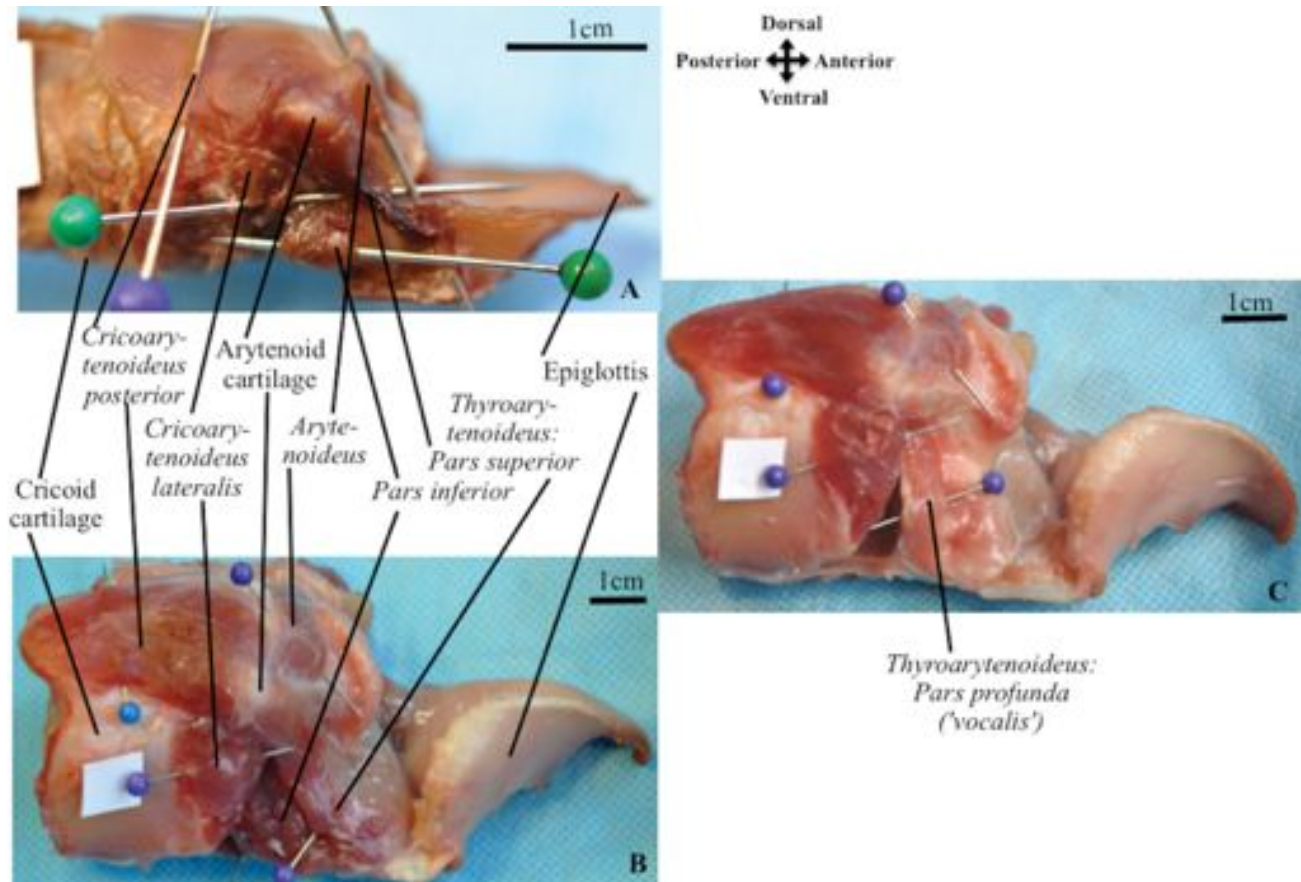 1cm
Dorsal
Posterior Anterior
Ventral
A
Cricoary-
tenoideus
posterior
Cricoary-
tenoideus
lateralis
Arytenoid
cartilage
Aryte-
noideus
Thyroary-
tenoideus:
Pars superior
Pars inferior
Epiglottis
Cricoid
cartilage
1cm
B
1cm
C
Thyroarytenoideus:
Pars profunda
('vocalis')